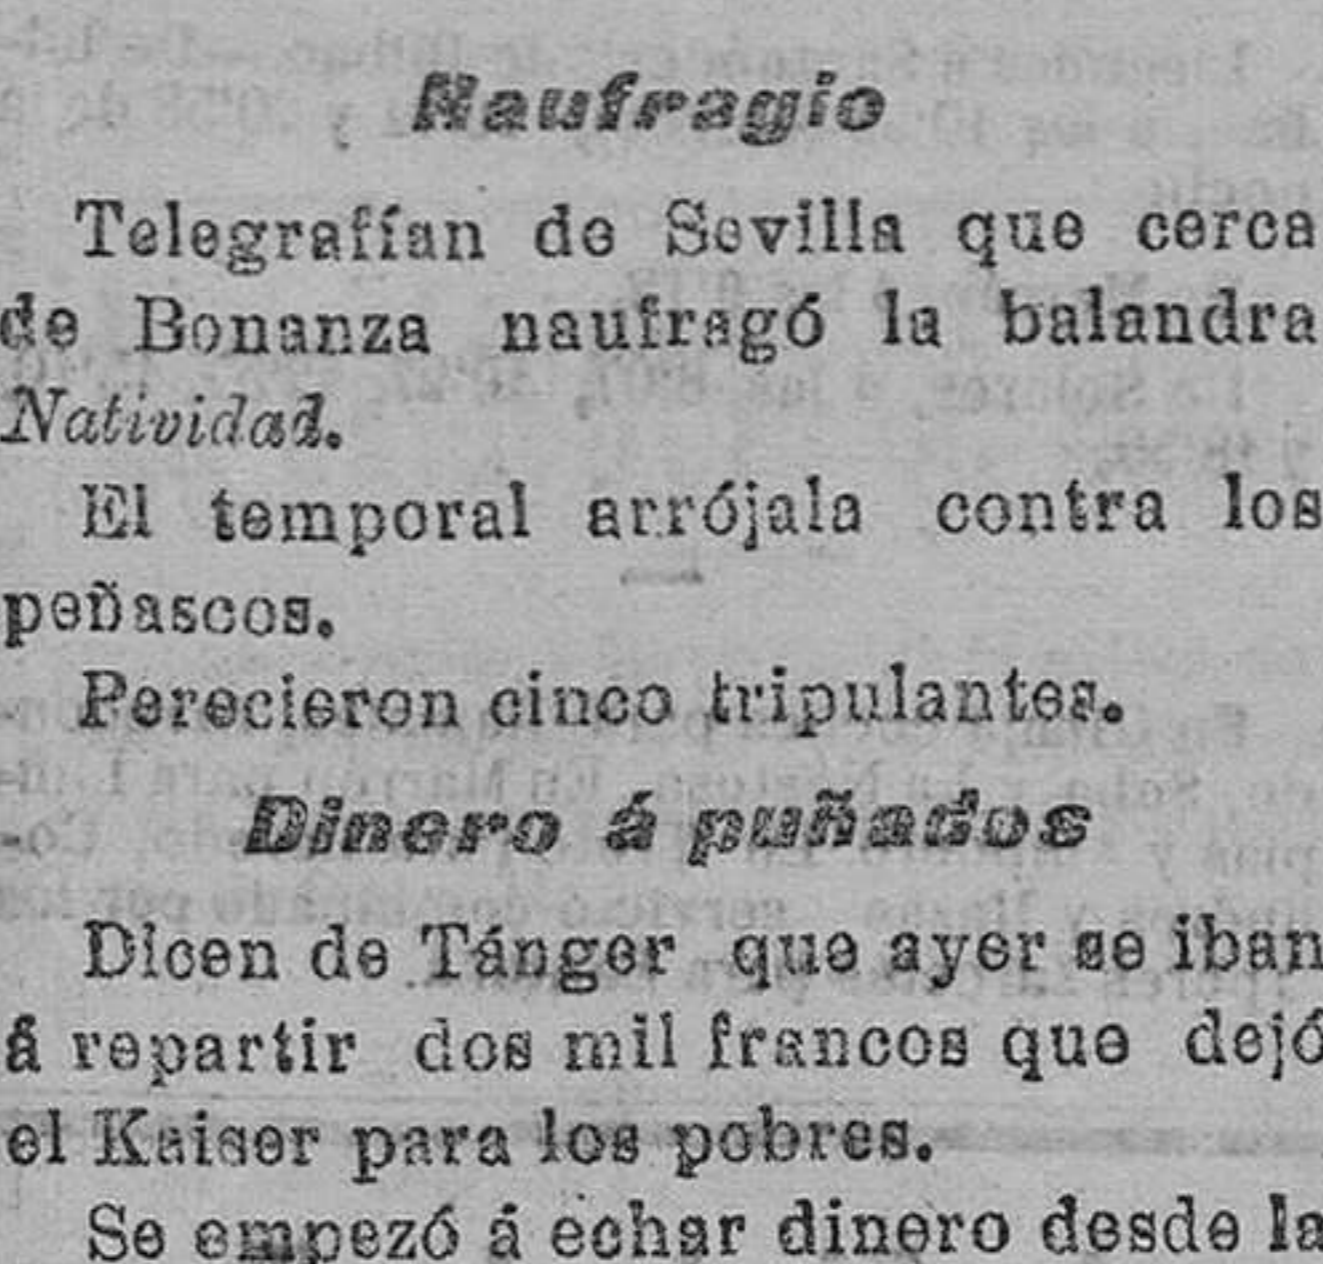 Naufragio
Telegrafían de Sevilla que cerca
de Bonanza naufragó la balandra
Natividad.
El temporal arrójala contra los
peñascos.
Perecieron cinco tripulantes.
Dinero á puñados
Dicen de Tánger que ayer se iban
á repartir dos mil francos que dejó
el Kaiser para los pobres.
Se empezó á echar dinero desde la